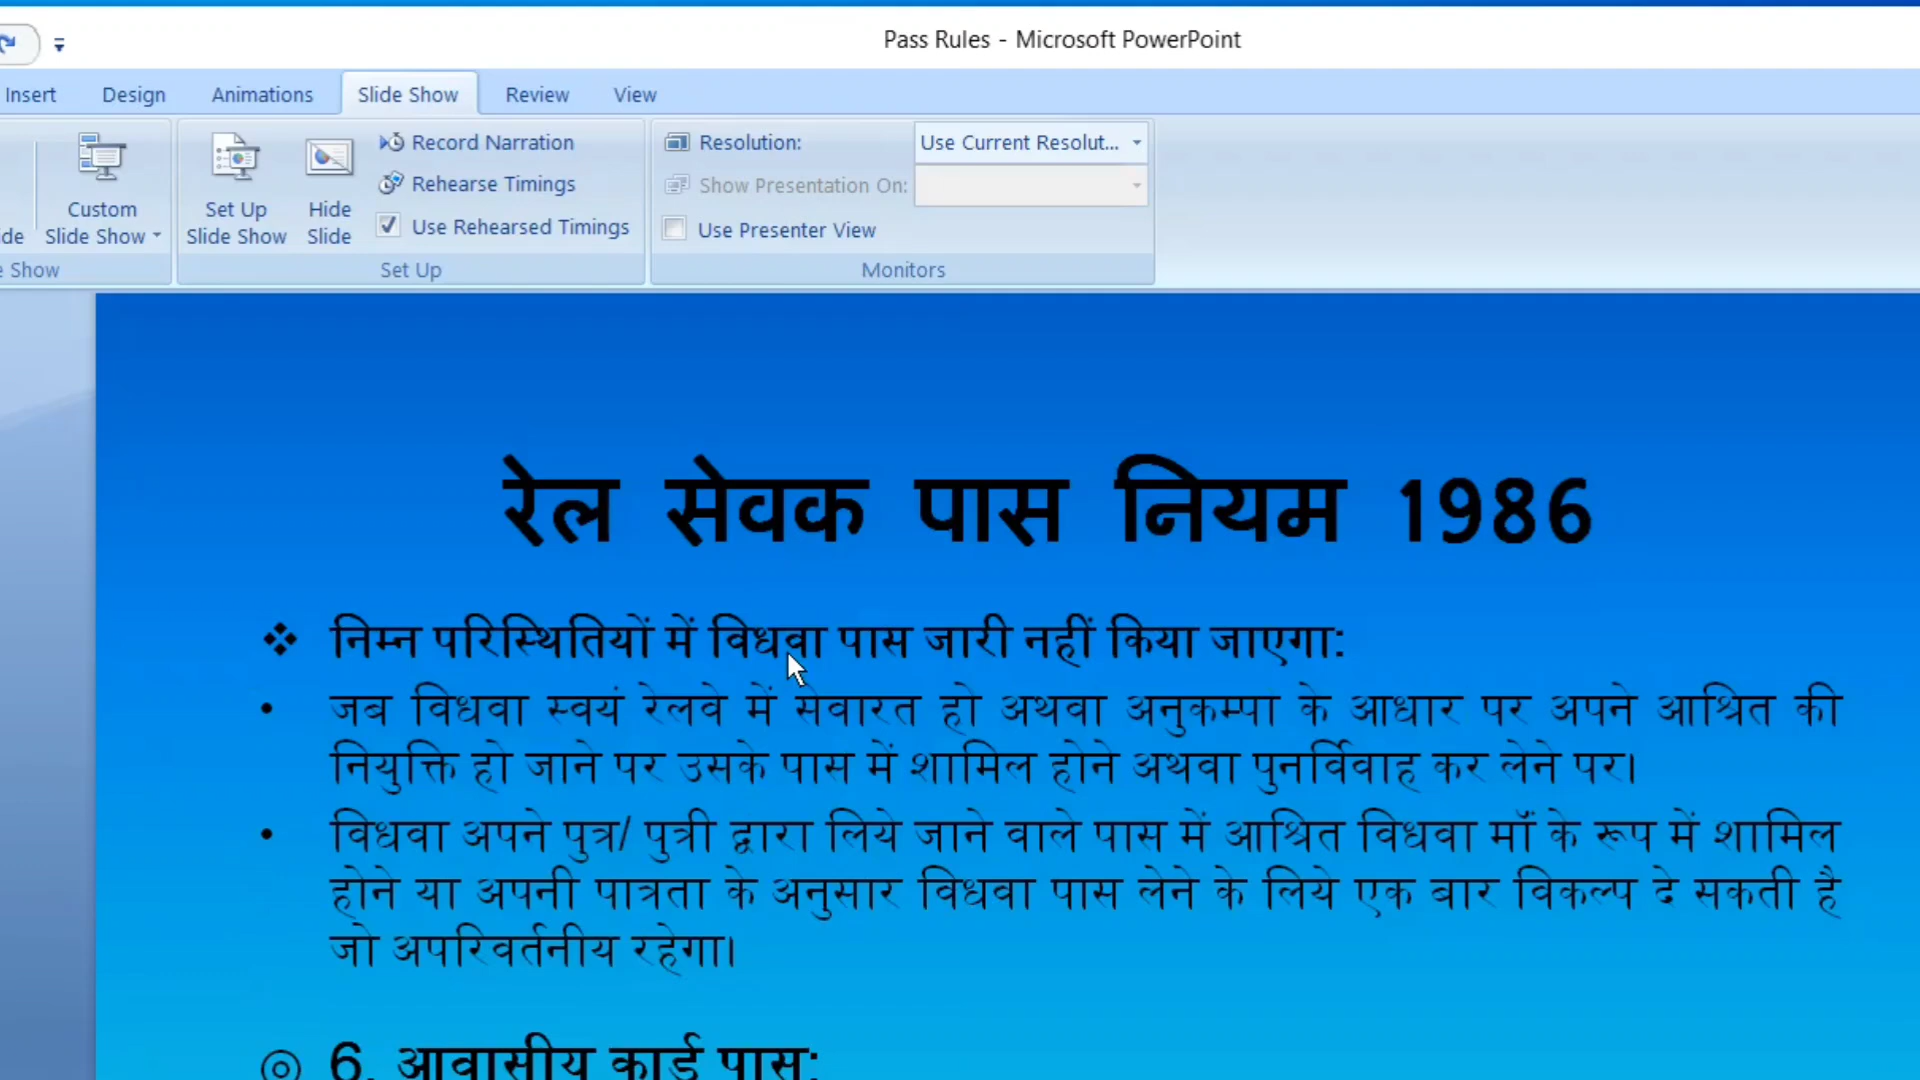 Pass Rules - Microsoft PowerPoint
Insert Design Animations Slide Show Review View
Record Narration Resolution: Use Current Resolut...
Rehearse Timings Show Presentation On:
Custom Set Up Hide
Slide Show Slide Show Slide Use Rehearsed Timings Use Presenter View
Show Set Up Monitors
रेल सेवक पास नियम 1986
❖ निम्न परिस्थितियों में विधवा पास जारी नहीं किया जाएगा:
• जब विधवा स्वयं रेलवे में सेवारत हो अथवा अनुकम्पा के आधार पर अपने आश्रित की
नियुक्ति हो जाने पर उसके पास में शामिल होने अथवा पुनर्विवाह कर लेने पर।
• विधवा अपने पुत्र/ पुत्री द्वारा लिये जाने वाले पास में आश्रित विधवा मॉं के रूप में शामिल
होने या अपनी पात्रता के अनुसार विधवा पास लेने के लिये एक बार विकल्प दे सकती है
जो अपरिवर्तनीय रहेगा।
◎ 6. आवासीय कार्ड पास: